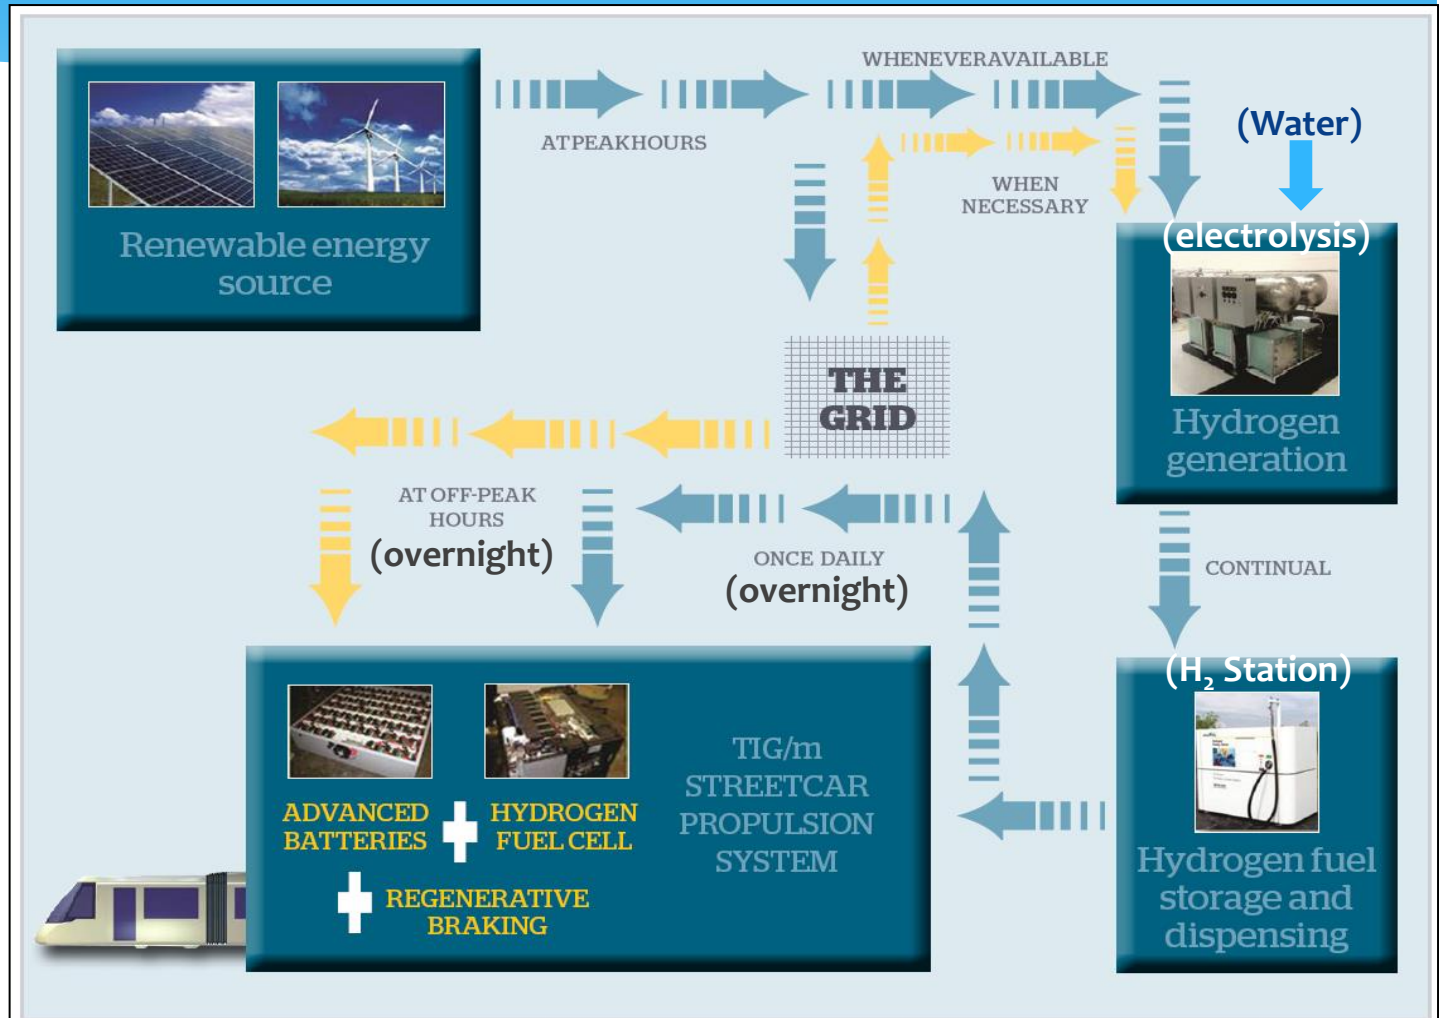 WHENEVERAVAILABLE
ATPEAKHOURS
(Water)
WHEN
NECESSARY
Renewable energy
source
(electrolysis)
Hydrogen
generation
THE
GRID
AT OFF-PEAK
HOURS
(overnight)
ONCE DAILY
(overnight)
CONTINUAL
(H₂ Station)
Hydrogen fuel
storage and
dispensing
TIG/m
STREETCAR
PROPULSION
SYSTEM
ADVANCED
BATTERIES
HYDROGEN
FUEL CELL
REGENERATIVE
BRAKING